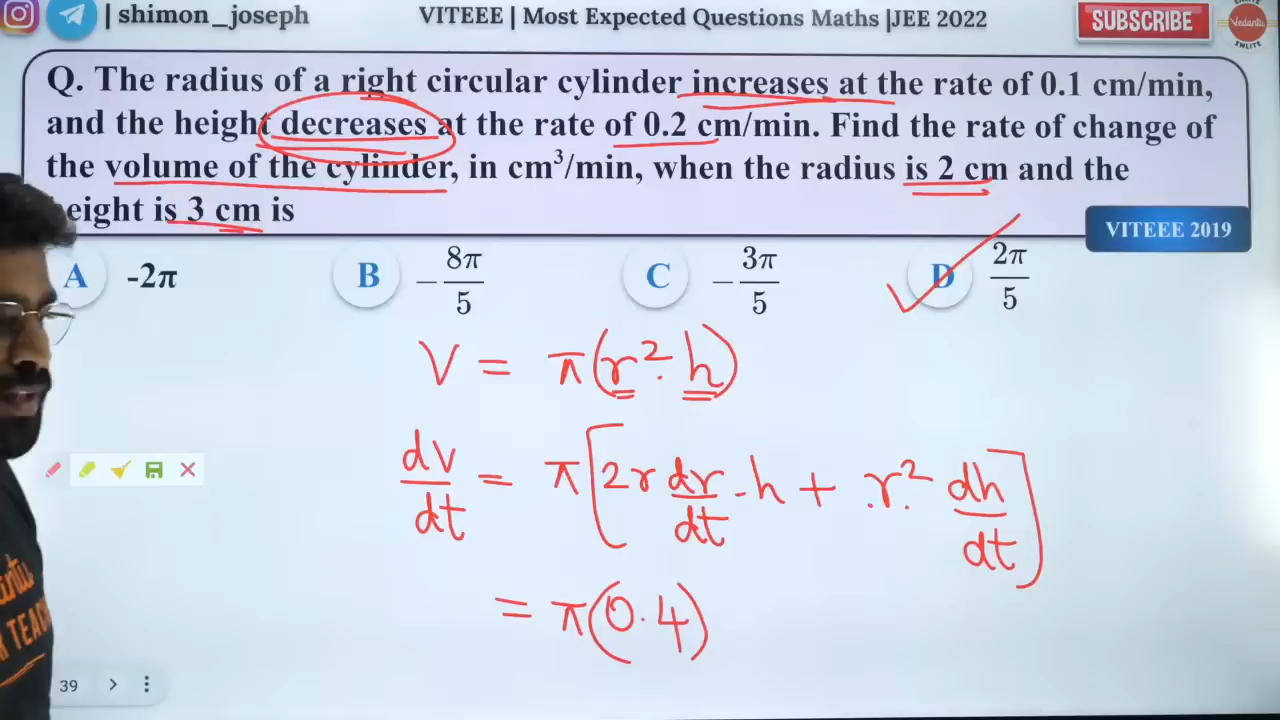 | shimon_joseph
VITEEE | Most Expected Questions Maths |JEE 2022
SUBSCRIBE
Vedantu
ENLITE
Q. The radius of a right circular cylinder increases at the rate of 0.1 cm/min,
and the height decreases at the rate of 0.2 cm/min. Find the rate of change of
the volume of the cylinder, in cm³/min, when the radius is 2 cm and the
height is 3 cm is
VITEEE 2019
A -2π
B -8π/5
C -3π/5
D 2π/5
V = π(r²·h)
dV/dt = π[2r dr/dt · h + r² dh/dt]
= π(0.4)
39